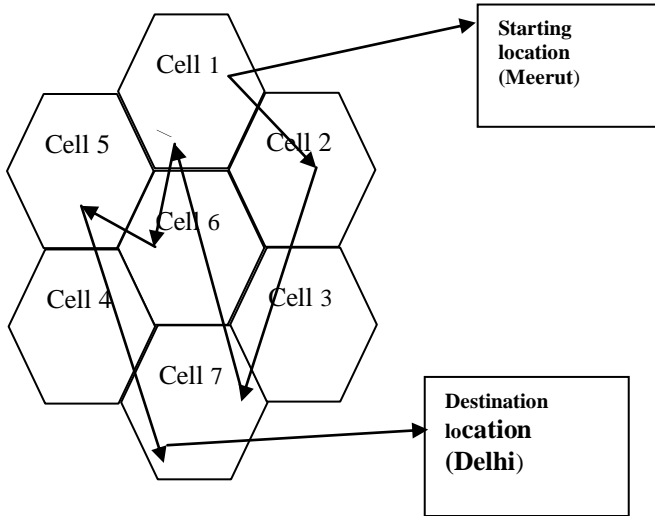 Cell 1
Starting
location
(Meerut)
Cell 5
Cell 2
Cell 6
Cell 4
Cell 3
Cell 7
Destination
location
(Delhi)